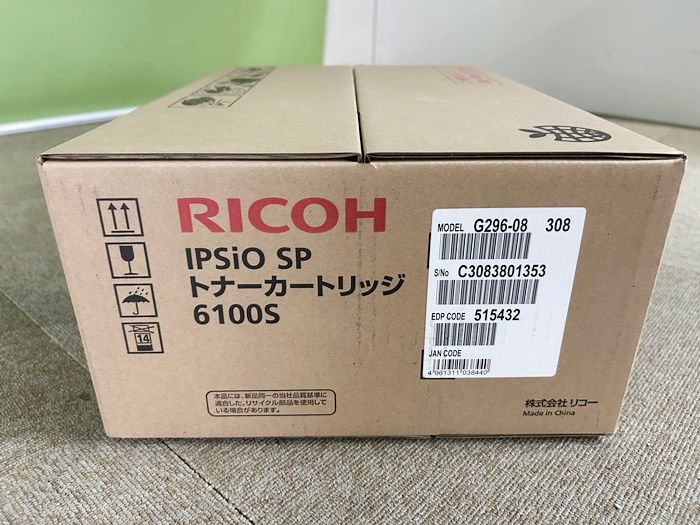 RICOH
IPSiO SP
トナーカートリッジ
6100S
14
本品には、新品同一の当社品質基準に
適合した、リサイクル部品を使用して
いる場合があります。
MODEL G296-08 308
S/No C3083801353
EDP CODE 515432
JAN CODE
4 961311 038440
株式会社 リコー
Made in China